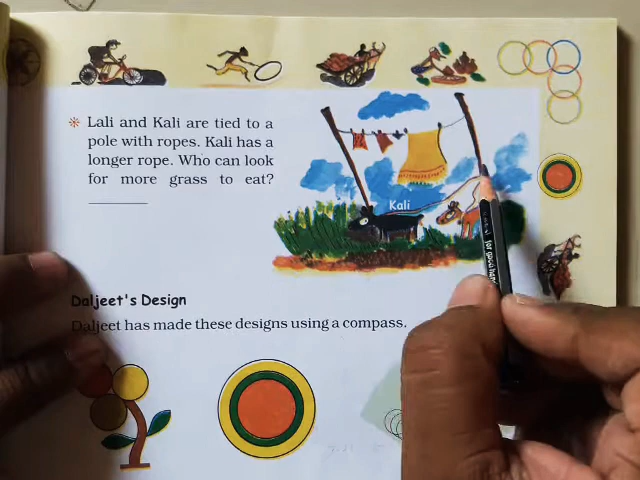 Lali and Kali are tied to a
pole with ropes. Kali has a
longer rope. Who can look
for more grass to eat?
Kali
Daljeet's Design
Daljeet has made these designs using a compass.